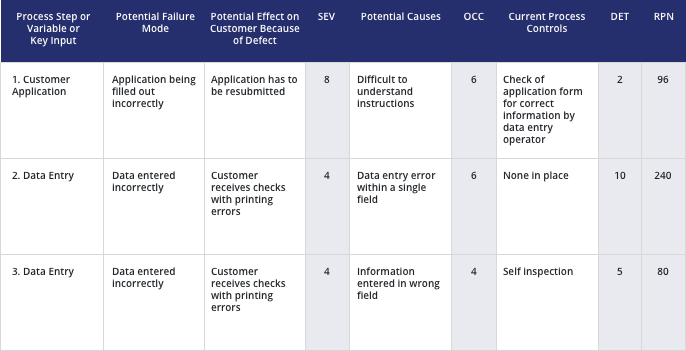 Process Step or
Variable or
Key Input
Potential Failure
Mode
Potential Effect on
Customer Because
of Defect
SEV
Potential Causes
OCC
Current Process
Controls
DET
RPN
1. Customer
Application
Application being
filled out
incorrectly
Application has to
be resubmitted
8
Difficult to
understand
instructions
6
Check of
application form
for correct
information by
data entry
operator
2
96
2. Data Entry
Data entered
incorrectly
Customer
receives checks
with printing
errors
4
Data entry error
within a single
field
6
None in place
10
240
3. Data Entry
Data entered
incorrectly
Customer
receives checks
with printing
errors
4
Information
entered in wrong
field
4
Self inspection
5
80